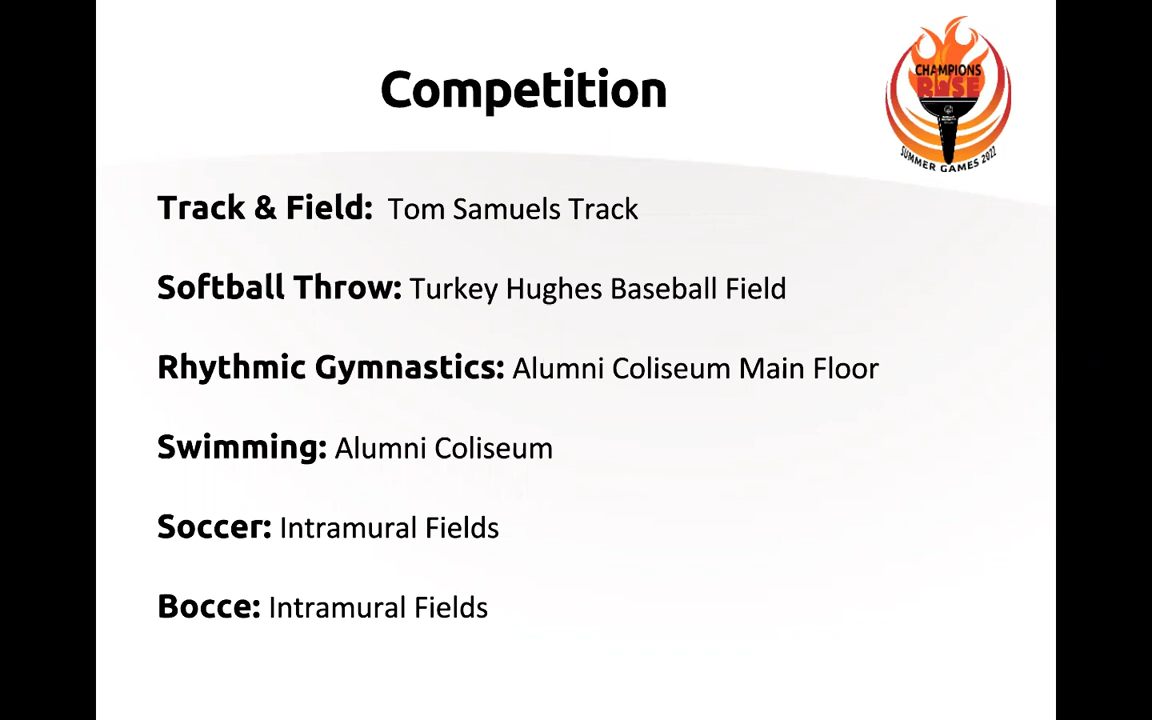 Competition
CHAMPIONS
RISE
SUMMER GAMES 2022
Track & Field: Tom Samuels Track
Softball Throw: Turkey Hughes Baseball Field
Rhythmic Gymnastics: Alumni Coliseum Main Floor
Swimming: Alumni Coliseum
Soccer: Intramural Fields
Bocce: Intramural Fields